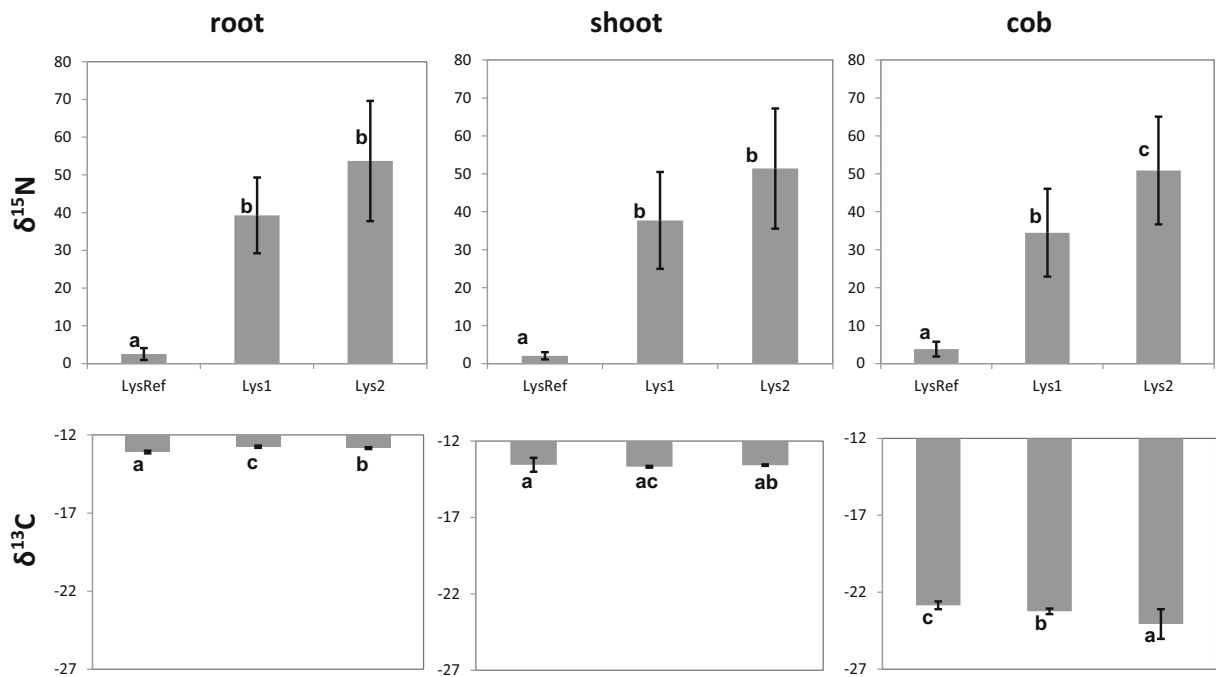 root shoot cob
δ15N
80 80 80
70 70 70
60 60 60
50 50 50
40 40 40
30 30 30
20 20 20
10 10 10
0 0 0
a b b a b b a b c
LysRef Lys1 Lys2 LysRef Lys1 Lys2 LysRef Lys1 Lys2
δ13C
-12 -12 -12
-17 -17 -17
-22 -22 -22
-27 -27 -27
a c b a ac ab c b a